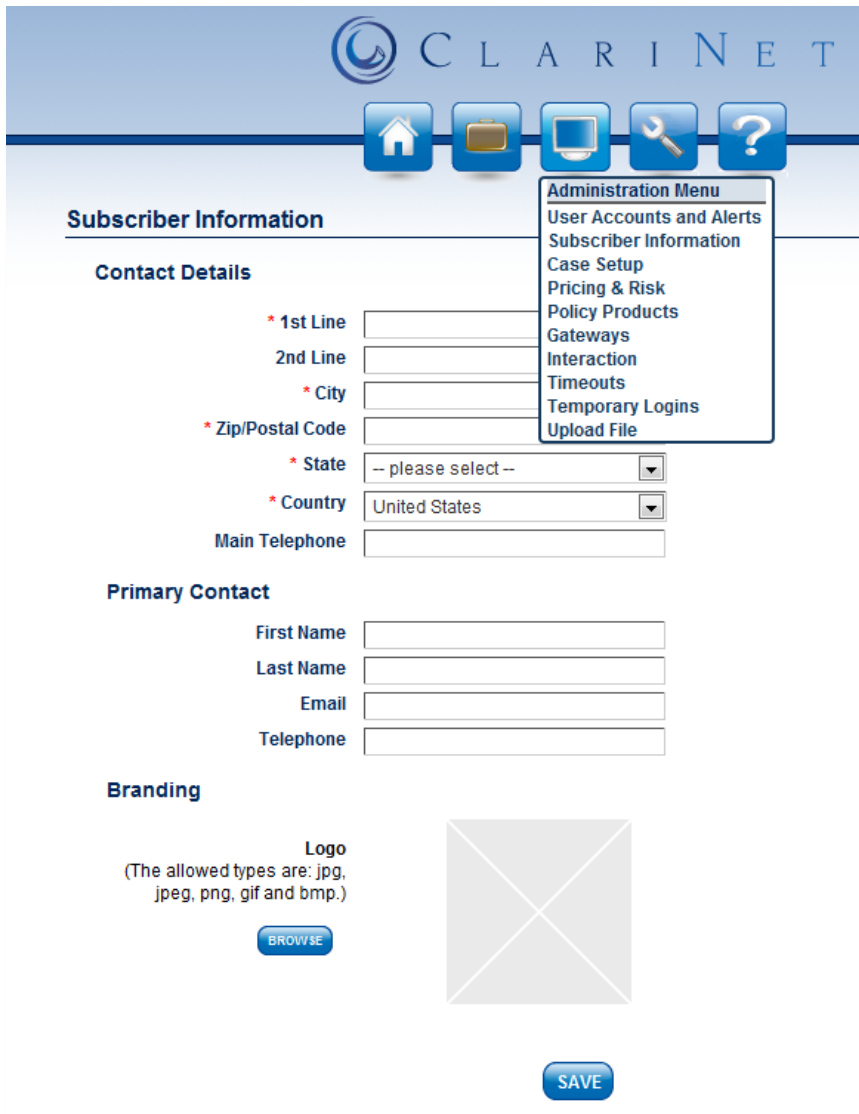 CLARINET
Administration Menu
User Accounts and Alerts
Subscriber Information
Case Setup
Pricing & Risk
Policy Products
Gateways
Interaction
Timeouts
Temporary Logins
Upload File
Subscriber Information
Contact Details
* 1st Line
2nd Line
* City
* Zip/Postal Code
* State -- please select --
* Country United States
Main Telephone
Primary Contact
First Name
Last Name
Email
Telephone
Branding
Logo
(The allowed types are: jpg,
jpeg, png, gif and bmp.)
BROWSE
SAVE